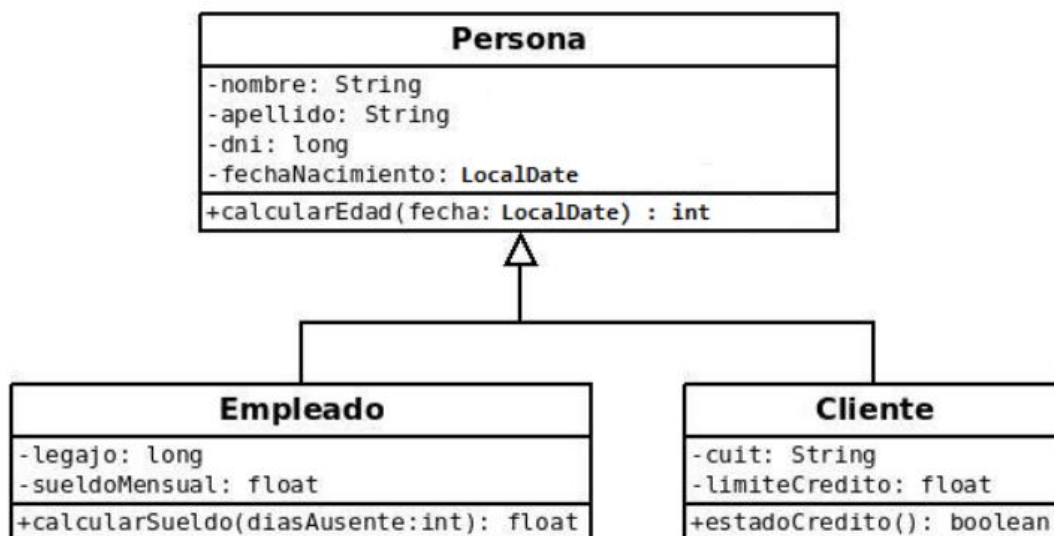 Persona
-nombre: String
-apellido: String
-dni: long
-fechaNacimiento: LocalDate
+calcularEdad(fecha: LocalDate) : int
Empleado
-legajo: long
-sueldoMensual: float
+calcularSueldo(diasAusente:int): float
Cliente
-cuit: String
-limiteCredito: float
+estadoCredito(): boolean